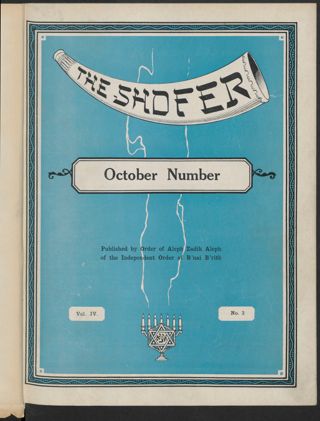 THE SHOFER
October Number
Published by Order of Aleph Zadik Aleph
of the Independent Order of B'nai B'rith
Vol. IV.
No. 3